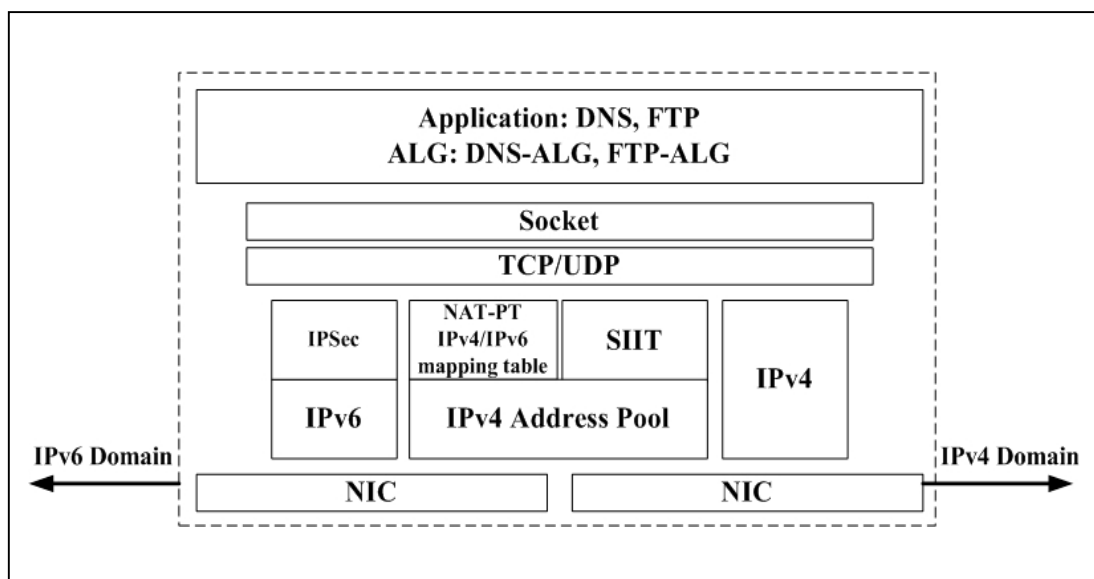 Application: DNS, FTP
ALG: DNS-ALG, FTP-ALG
Socket
TCP/UDP
IPSec
NAT-PT
IPv4/IPv6
mapping table
SIIT
IPv4
IPv6
IPv4 Address Pool
IPv6 Domain
IPv4 Domain
NIC
NIC